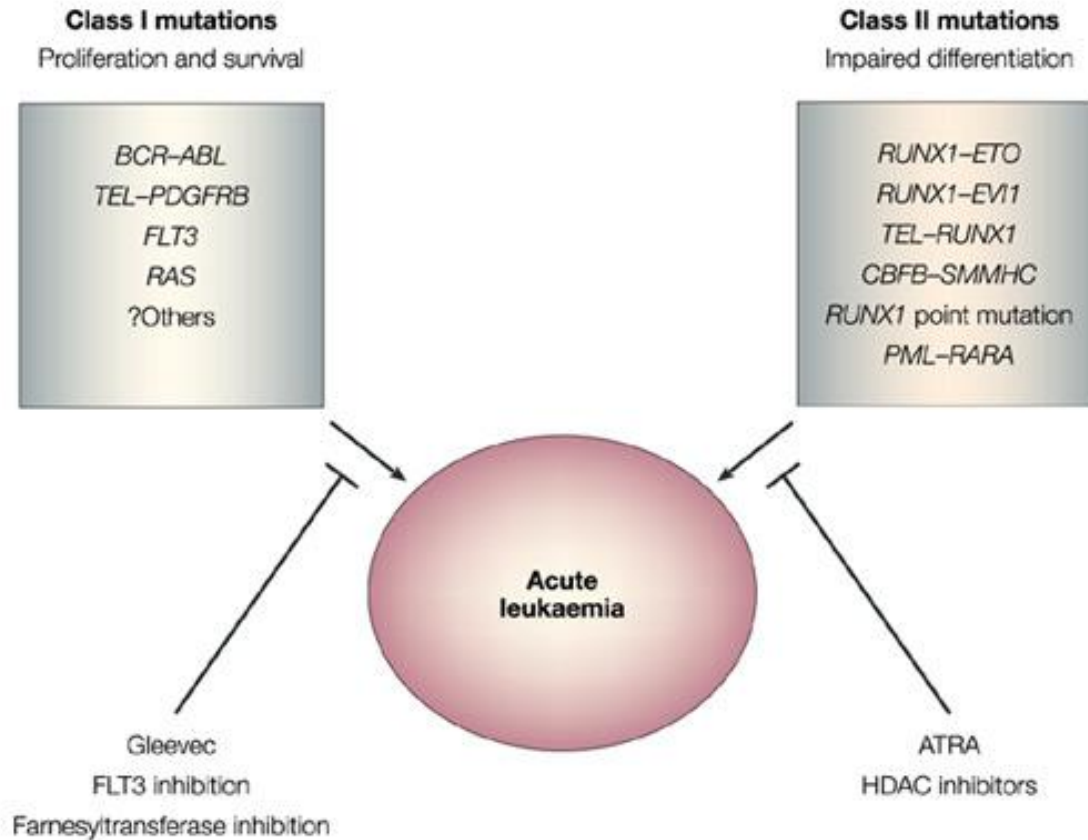 Class I mutations
Proliferation and survival
BCR–ABL
TEL–PDGFRB
FLT3
RAS
?Others
Class II mutations
Impaired differentiation
RUNX1–ETO
RUNX1–EVI1
TEL–RUNX1
CBFB–SMMHC
RUNX1 point mutation
PML–RARA
Acute
leukaemia
Gleevec
FLT3 inhibition
Farnesyltransferase inhibition
ATRA
HDAC inhibitors